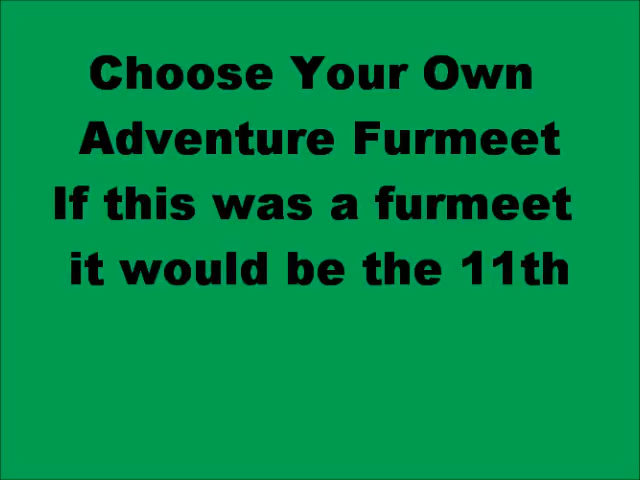 Choose Your Own
Adventure Furmeet
If this was a furmeet
it would be the 11th